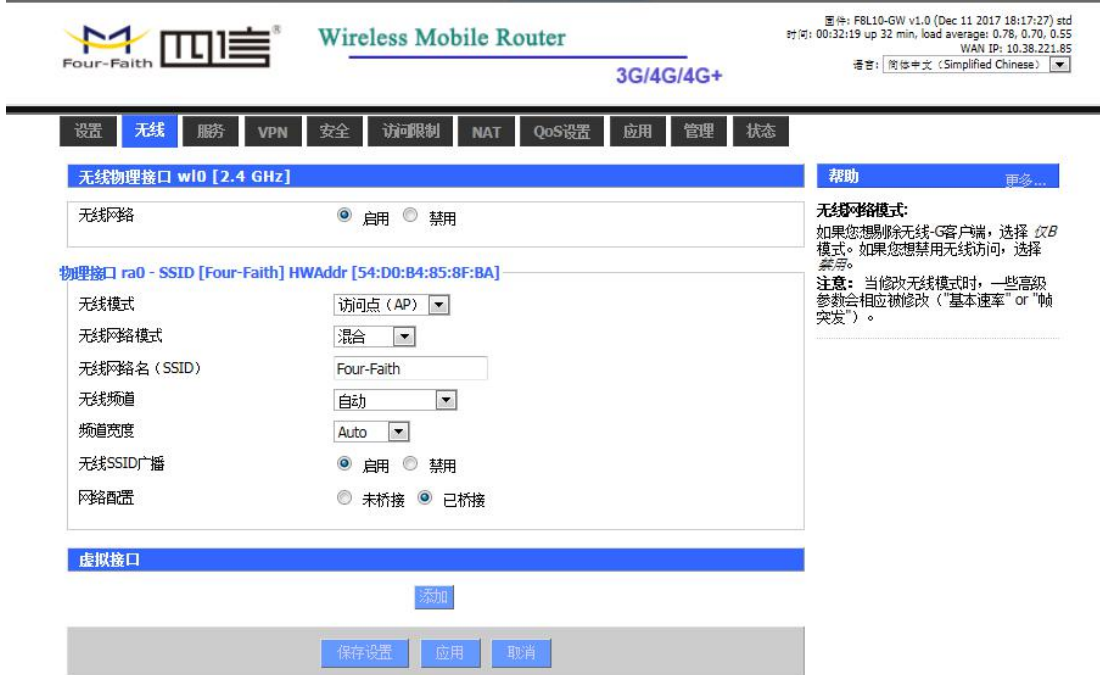 Four-Faith 四信®
Wireless Mobile Router
3G/4G/4G+
固件: F8L10-GW v1.0 (Dec 11 2017 18:17:27) std
时间: 00:32:19 up 32 min, load average: 0.78, 0.70, 0.55
WAN IP: 10.38.221.85
语言: 简体中文 (Simplified Chinese)
设置 无线 服务 VPN 安全 访问限制 NAT QoS设置 应用 管理 状态
无线物理接口 wl0 [2.4 GHz]
无线网络 启用 禁用
物理接口 ra0 - SSID [Four-Faith] HWAddr [54:D0:B4:85:8F:BA]
无线模式 访问点（AP）
无线网络模式 混合
无线网络名（SSID） Four-Faith
无线频道 自动
频道宽度 Auto
无线SSID广播 启用 禁用
网络配置 未桥接 已桥接
虚拟接口
添加
保存设置 应用 取消
帮助 更多...
无线网络模式:
如果您想剔除无线-G客户端，选择 仅B
模式。如果您想禁用无线访问，选择
禁用。
注意： 当修改无线模式时，一些高级
参数会相应被修改（"基本速率" or "帧
突发"）。